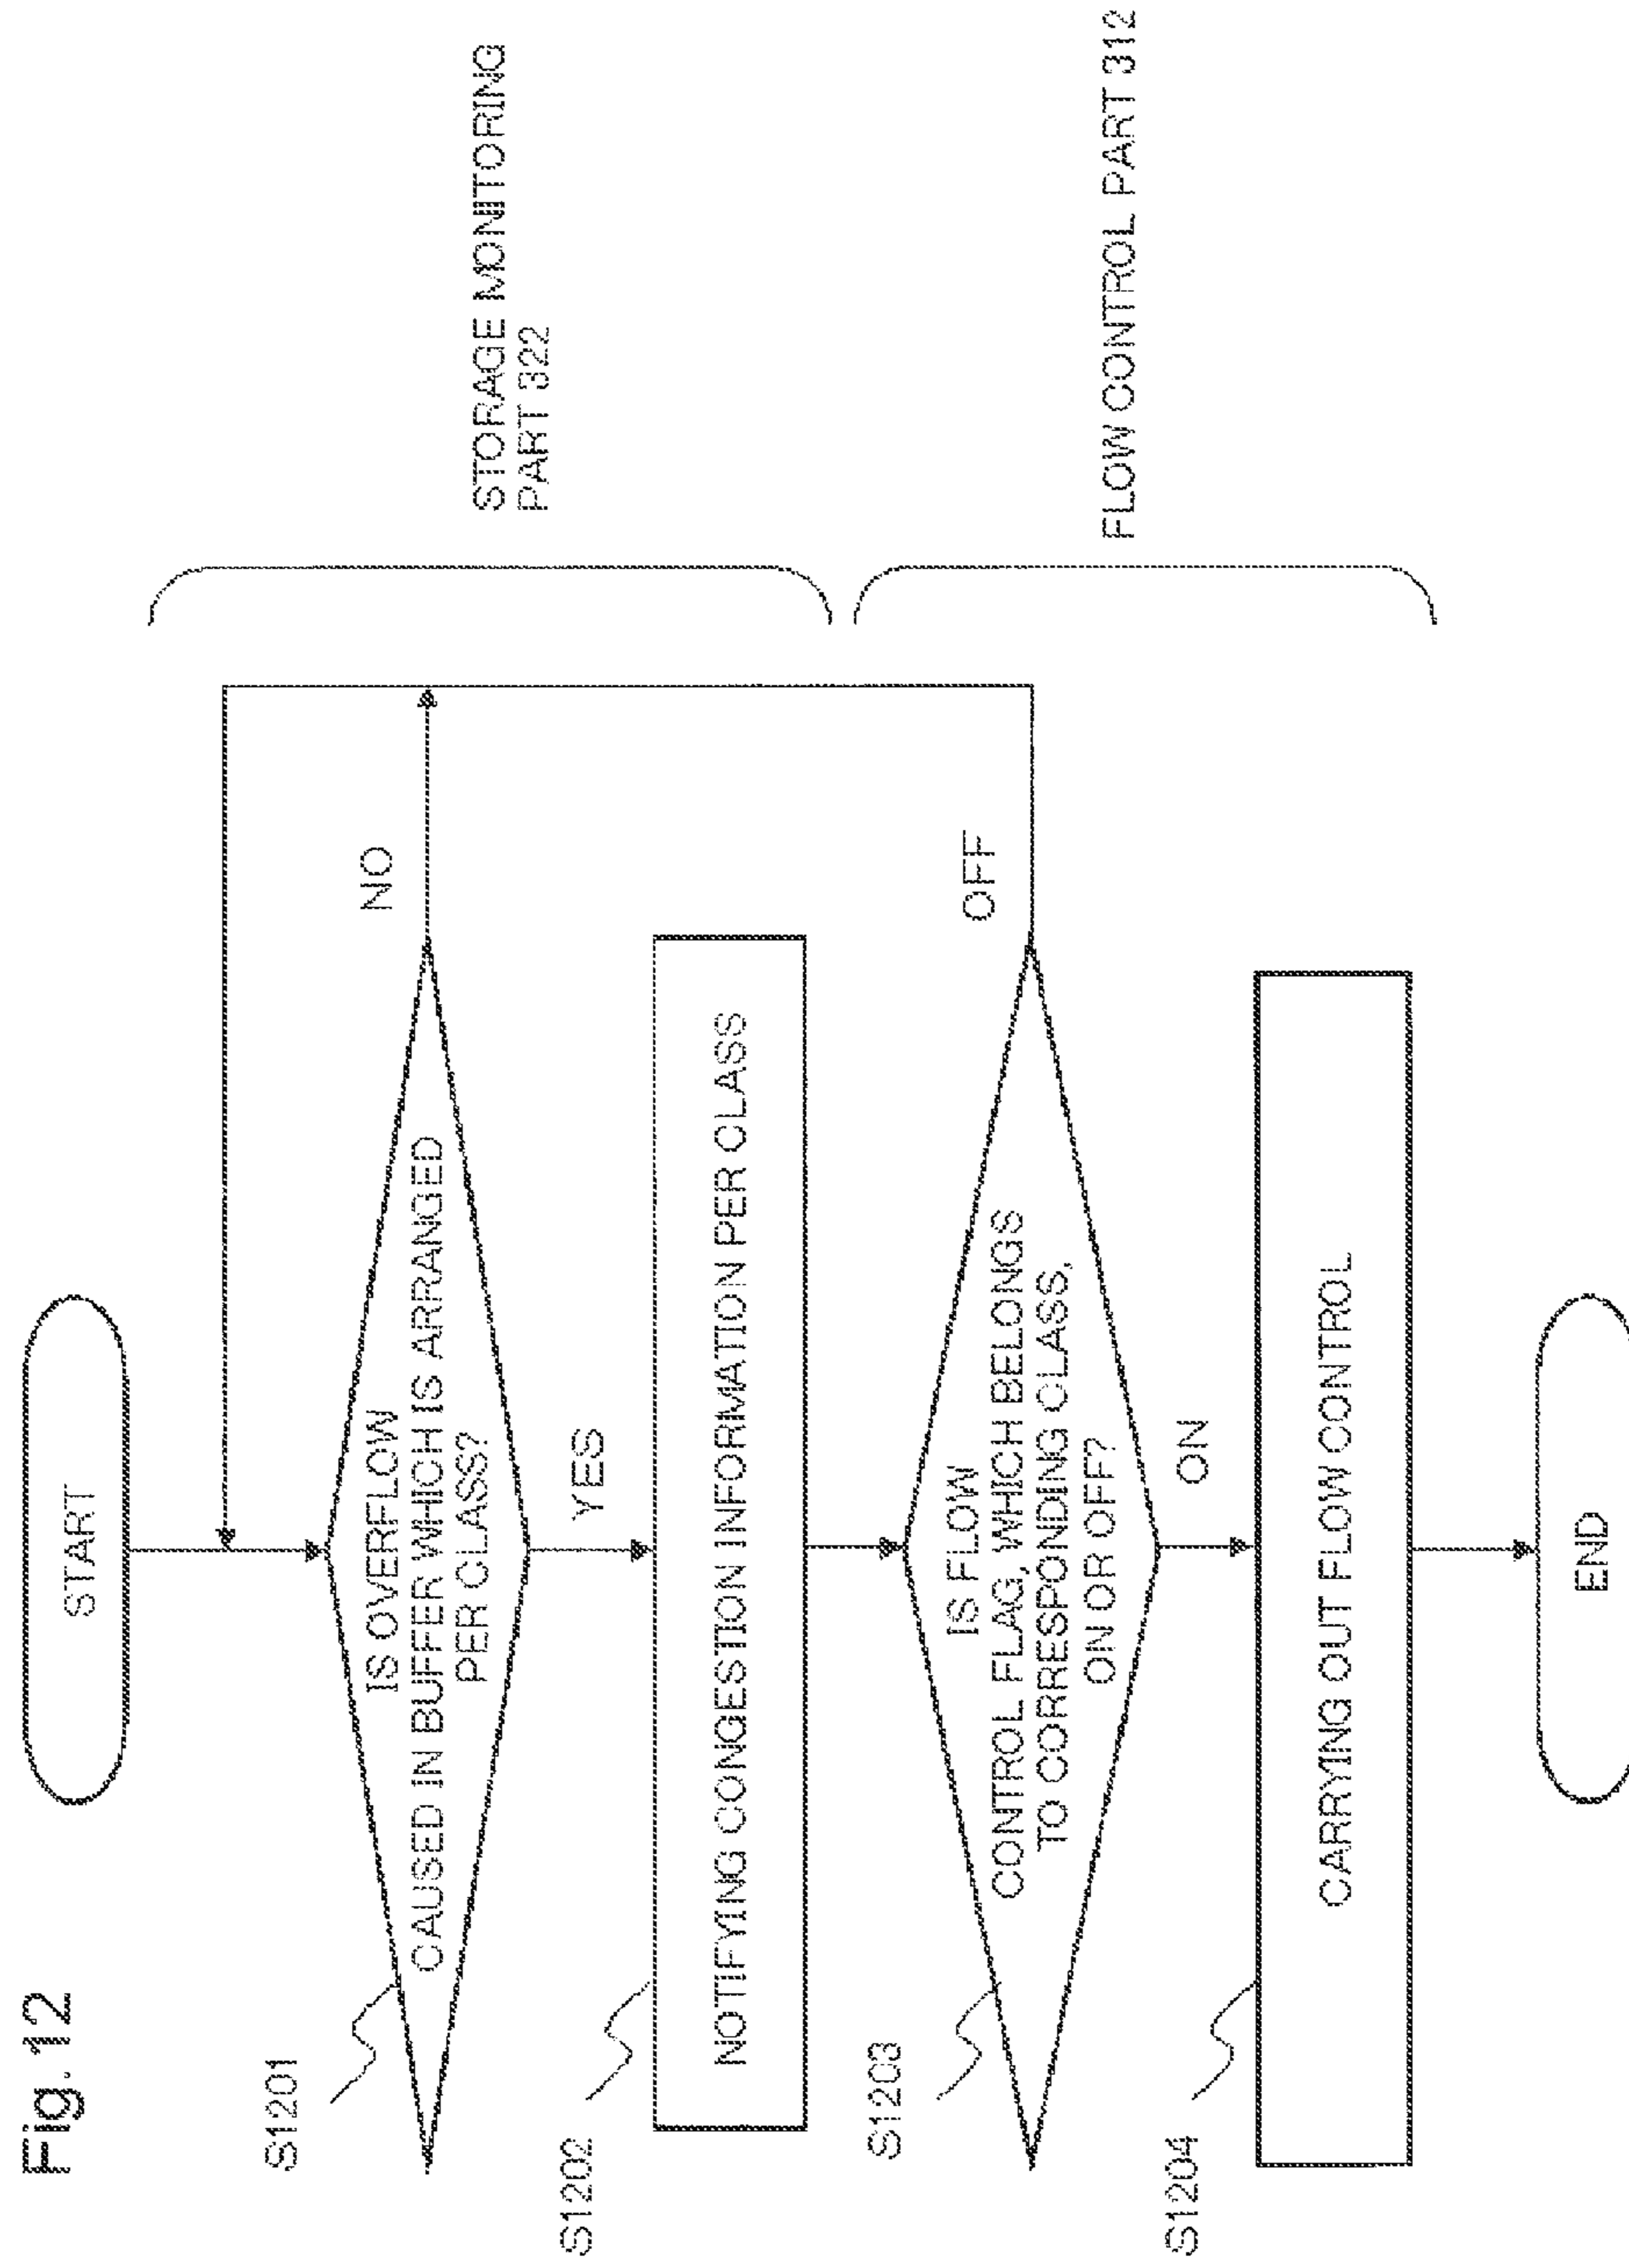 Fig. 12
START
S1201
IS OVERFLOW
CAUSED IN BUFFER WHICH IS ARRANGED
PER CLASS?
NO
YES
STORAGE MONITORING
PART 322
S1202
NOTIFYING CONGESTION INFORMATION PER CLASS
S1203
IS FLOW
CONTROL FLAG, WHICH BELONGS
TO CORRESPONDING CLASS,
ON OR OFF?
OFF
ON
FLOW CONTROL PART 312
S1204
CARRYING OUT FLOW CONTROL
END